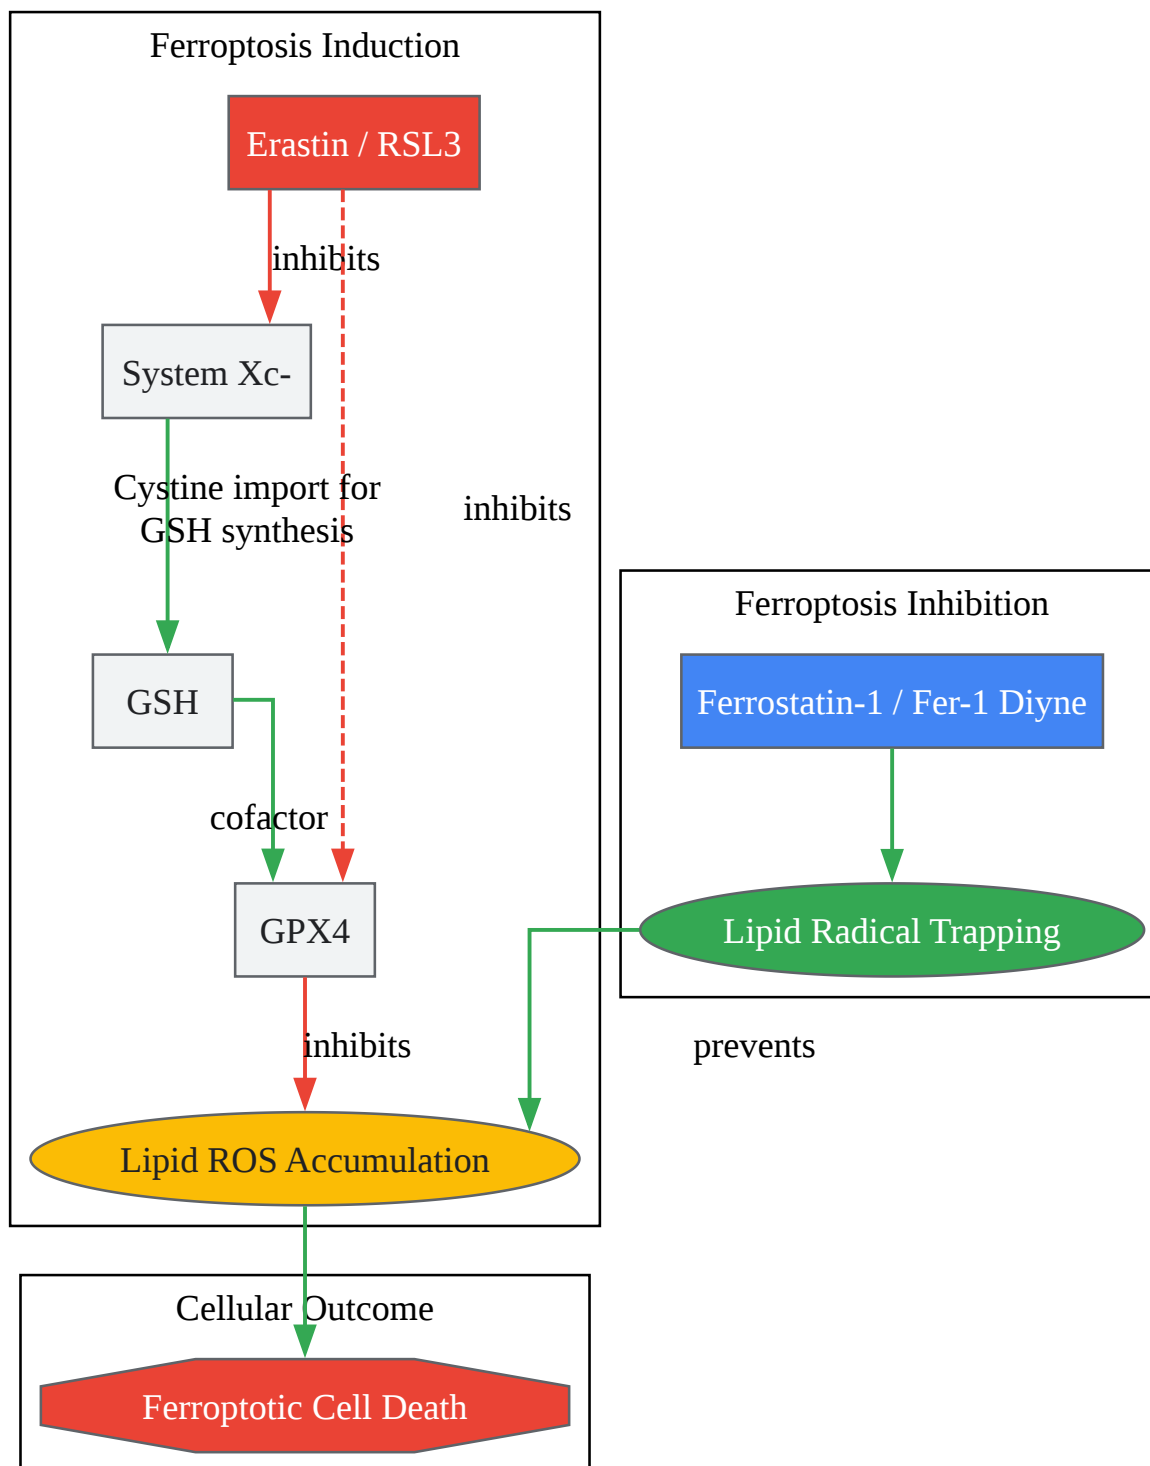 Ferroptosis Induction
Erastin / RSL3
inhibits
System Xc-
Cystine import for
GSH synthesis
inhibits
Ferroptosis Inhibition
GSH
Ferrostatin-1 / Fer-1 Diyne
cofactor
GPX4
Lipid Radical Trapping
inhibits
prevents
Lipid ROS Accumulation
Cellular Outcome
Ferroptotic Cell Death